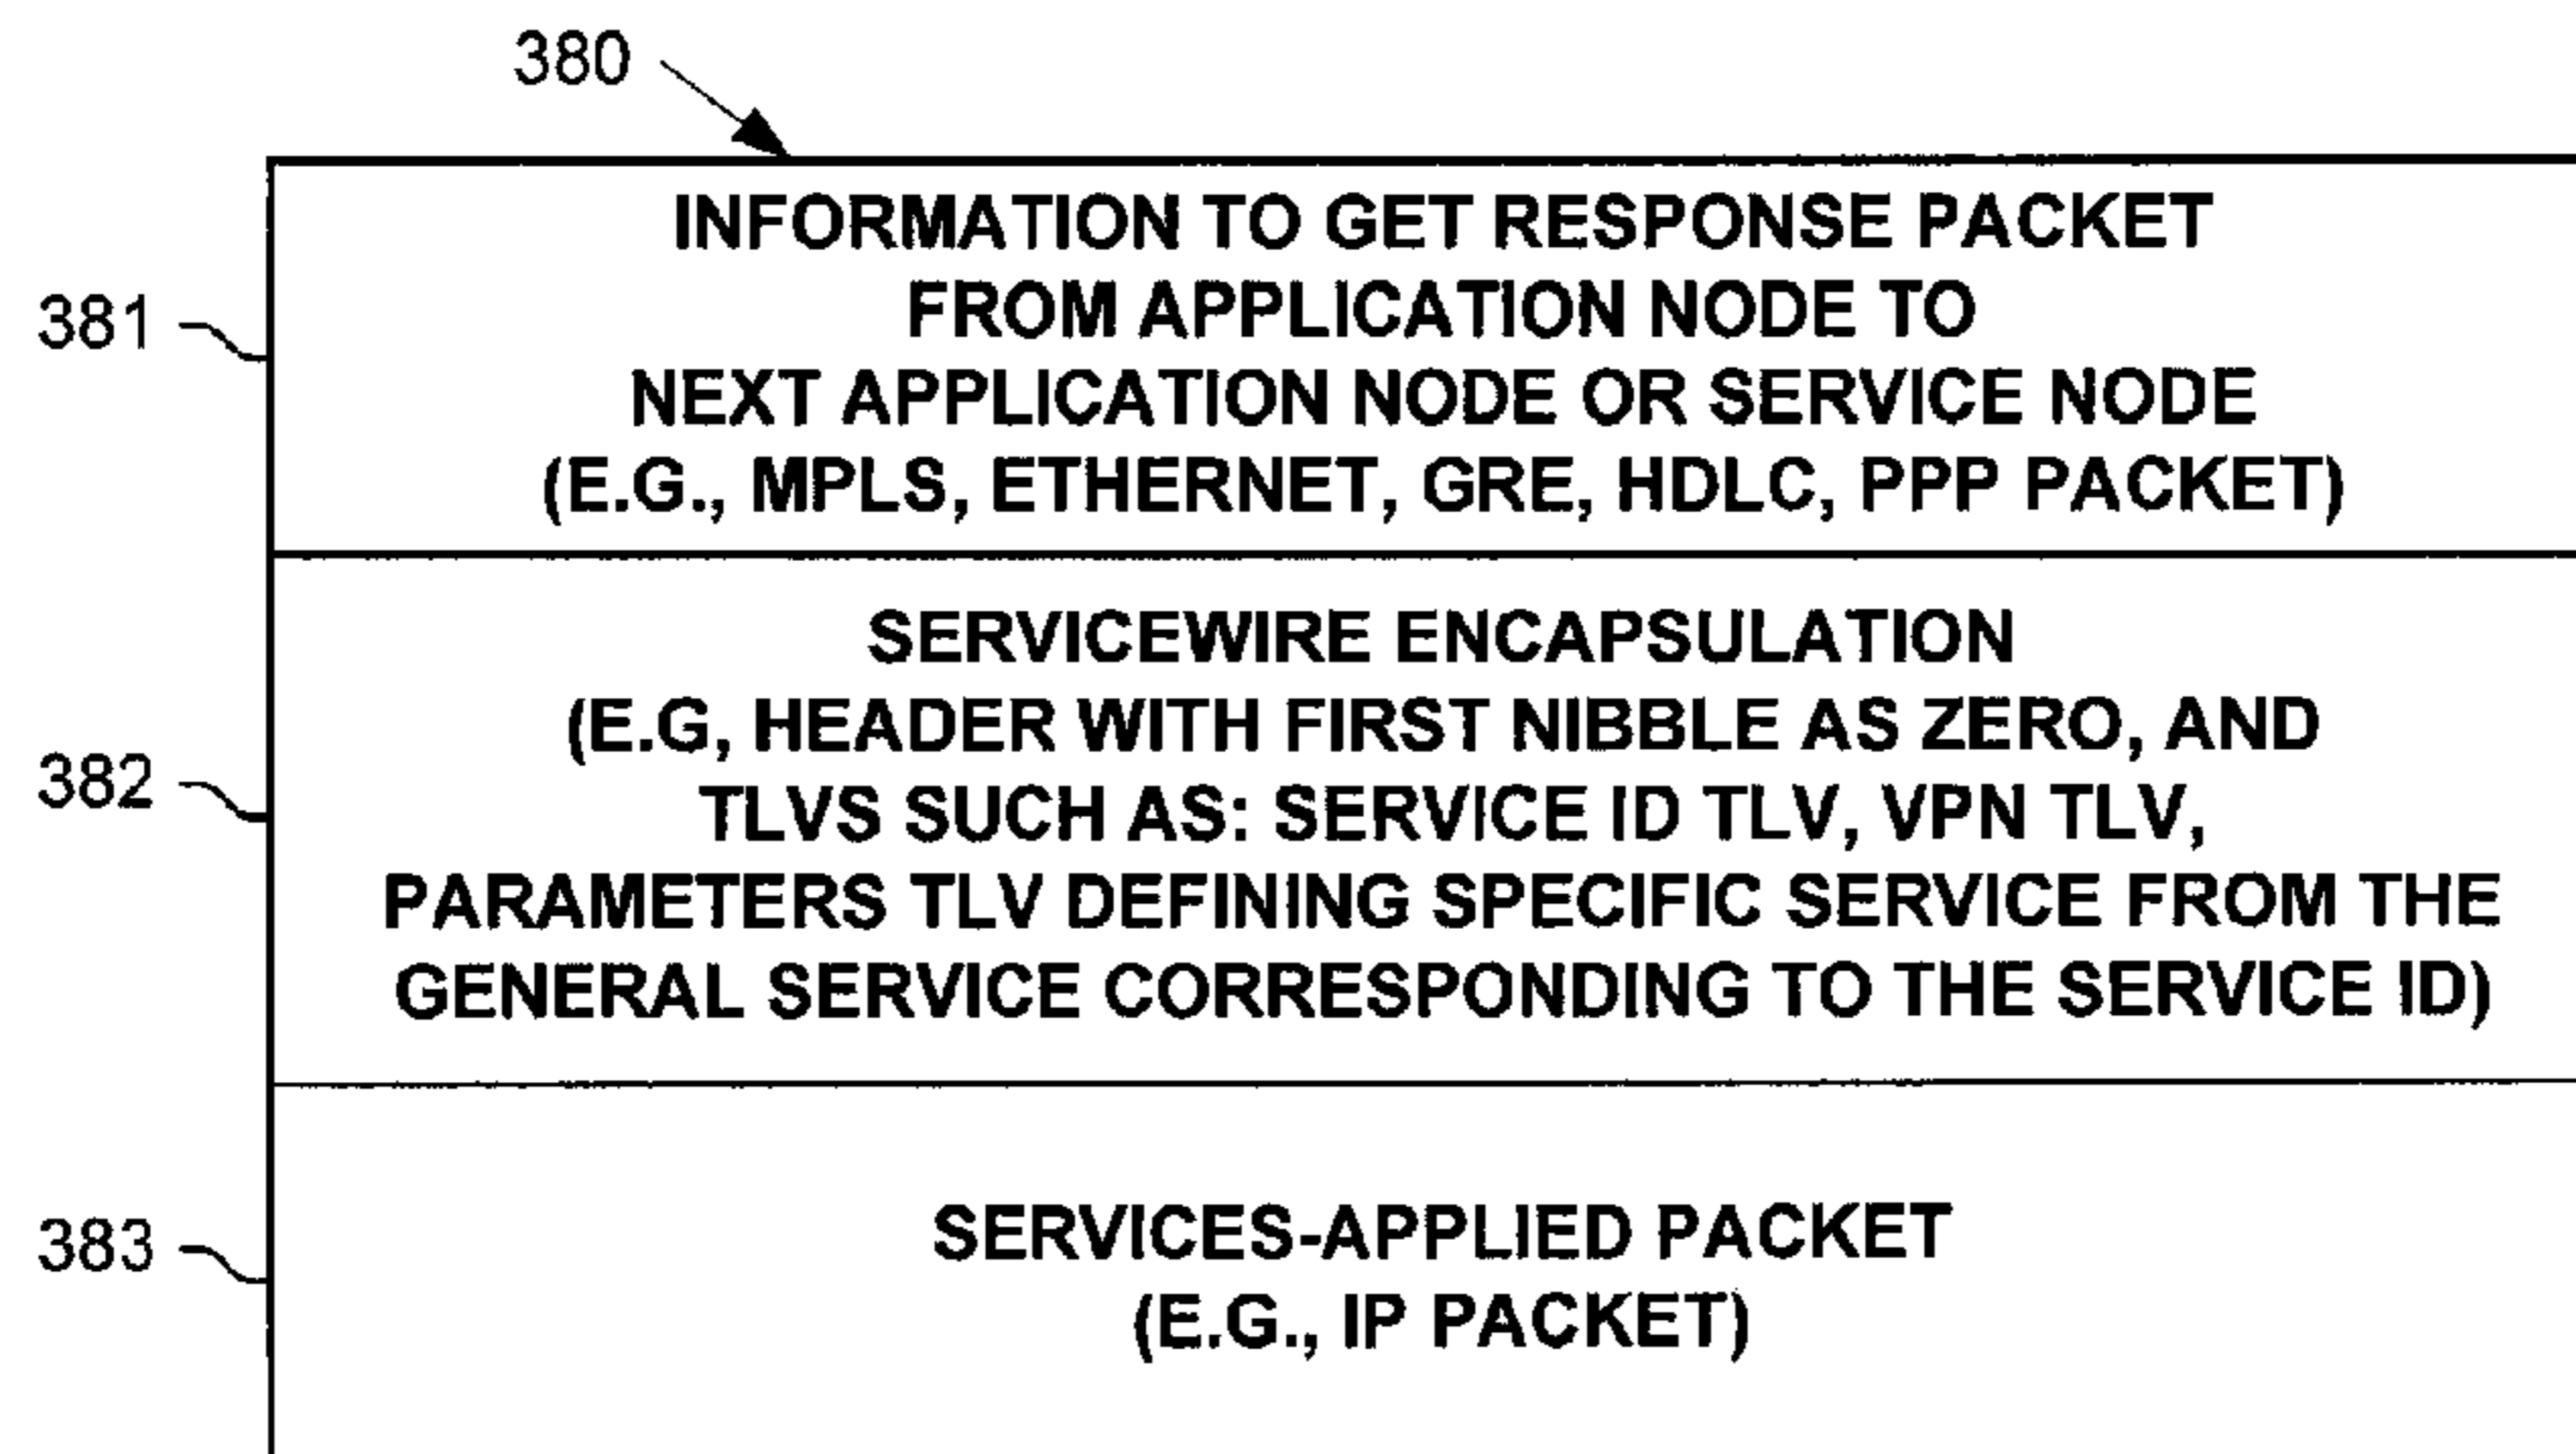 380
INFORMATION TO GET RESPONSE PACKET
FROM APPLICATION NODE TO
381
NEXT APPLICATION NODE OR SERVICE NODE
(E.G., MPLS, ETHERNET, GRE, HDLC, PPP PACKET)
SERVICEWIRE ENCAPSULATION
(E.G, HEADER WITH FIRST NIBBLE AS ZERO, AND
382
TLVS SUCH AS: SERVICE ID TLV, VPN TLV,
PARAMETERS TLV DEFINING SPECIFIC SERVICE FROM THE
GENERAL SERVICE CORRESPONDING TO THE SERVICE ID)
383
SERVICES-APPLIED PACKET
(E.G., IP PACKET)